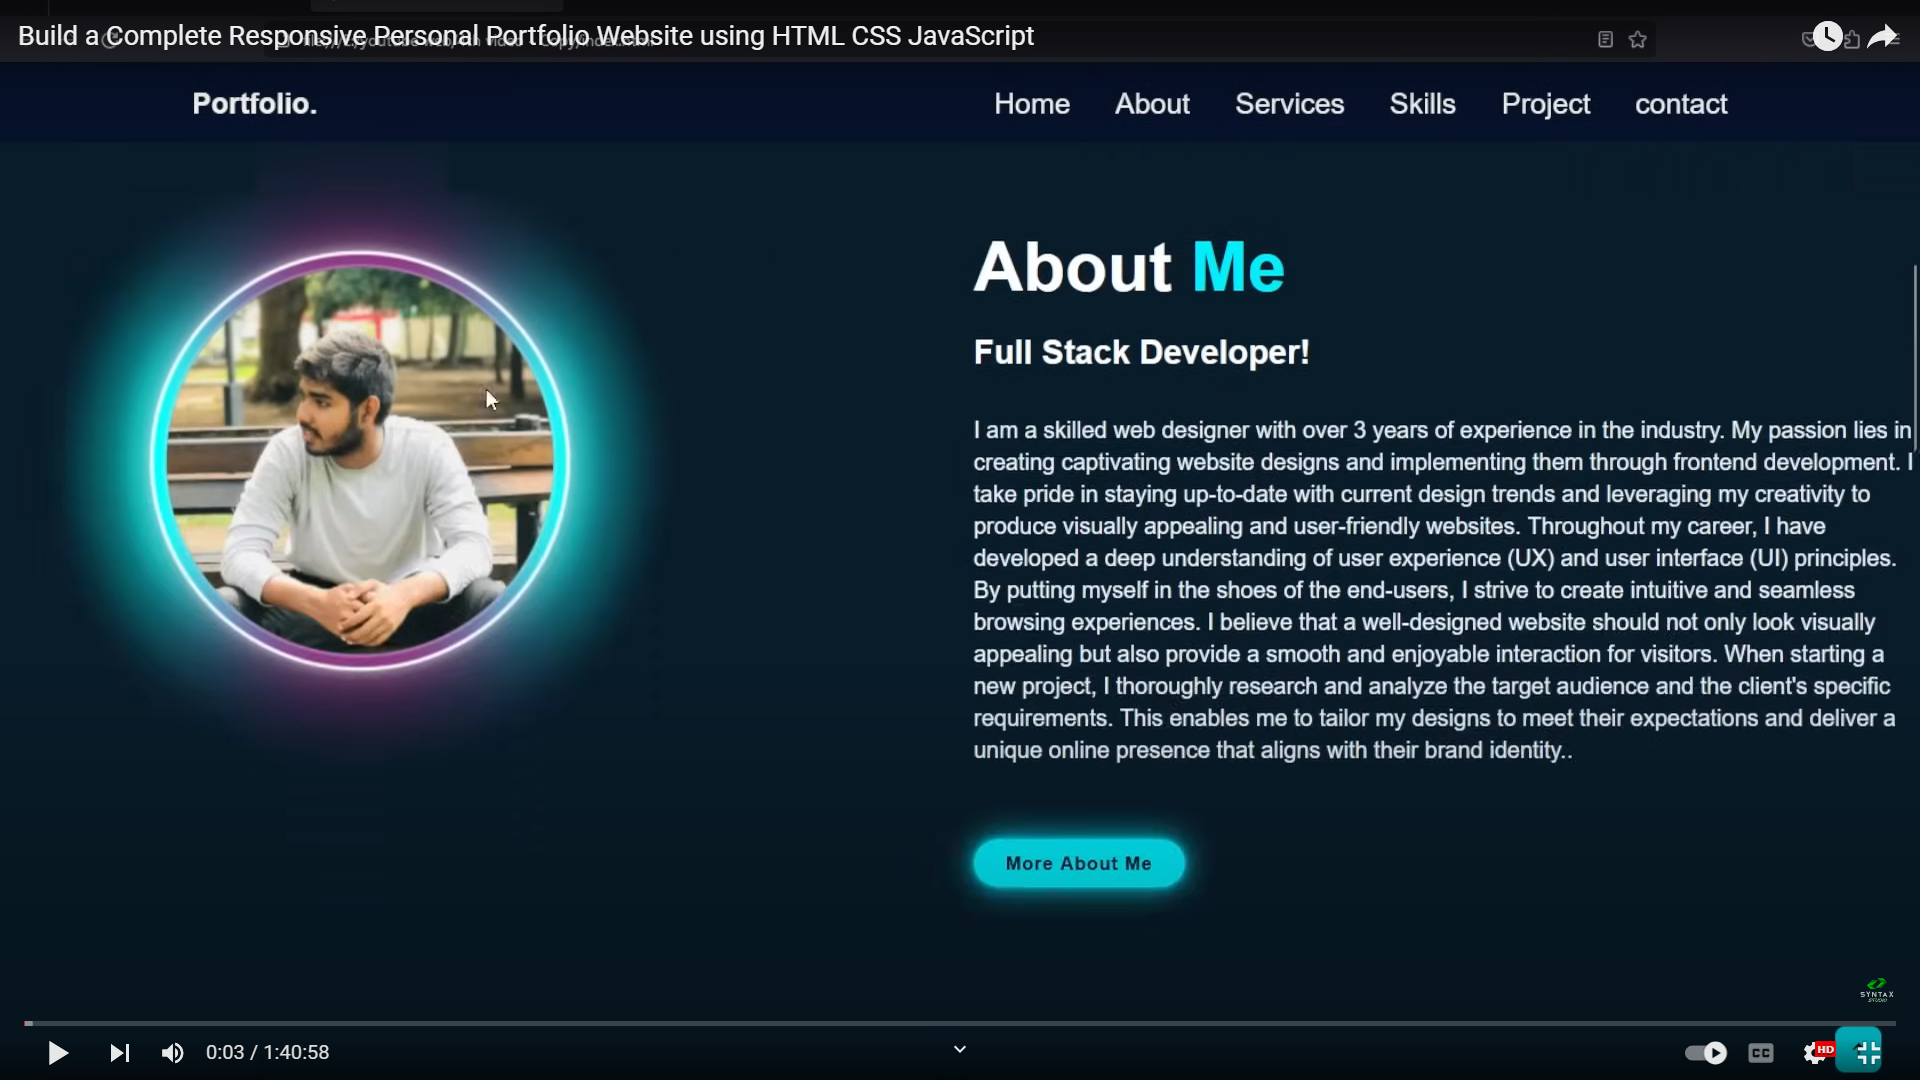 Build a Complete Responsive Personal Portfolio Website using HTML CSS JavaScript
Portfolio.
Home About Services Skills Project contact
About Me
Full Stack Developer!
I am a skilled web designer with over 3 years of experience in the industry. My passion lies in
creating captivating website designs and implementing them through frontend development. I
take pride in staying up-to-date with current design trends and leveraging my creativity to
produce visually appealing and user-friendly websites. Throughout my career, I have
developed a deep understanding of user experience (UX) and user interface (UI) principles.
By putting myself in the shoes of the end-users, I strive to create intuitive and seamless
browsing experiences. I believe that a well-designed website should not only look visually
appealing but also provide a smooth and enjoyable interaction for visitors. When starting a
new project, I thoroughly research and analyze the target audience and the client's specific
requirements. This enables me to tailor my designs to meet their expectations and deliver a
unique online presence that aligns with their brand identity..
More About Me
SYNTAX
STUDIO
0:03 / 1:40:58
CC
HD